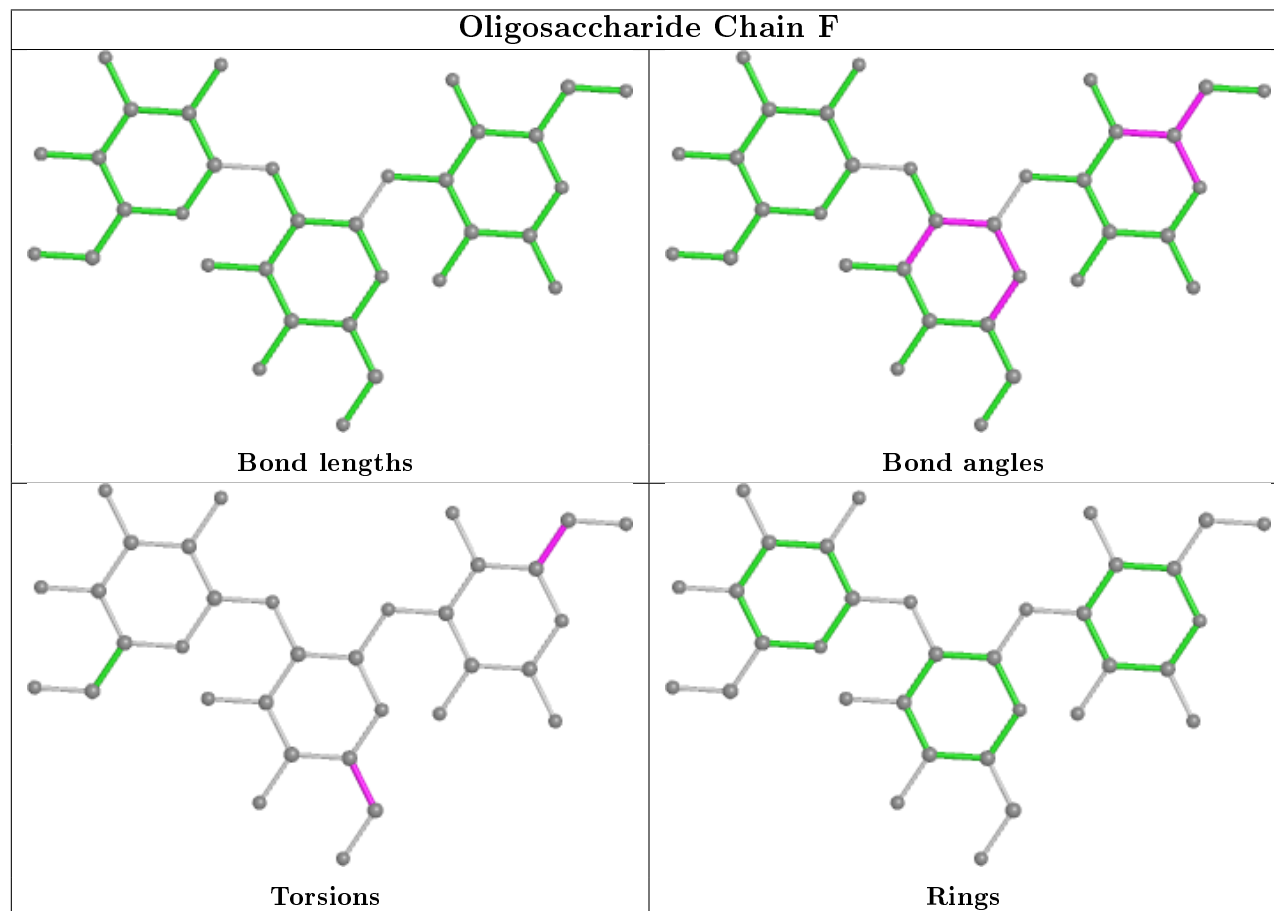 Oligosaccharide Chain F
Bond lengths
Bond angles
Torsions
Rings